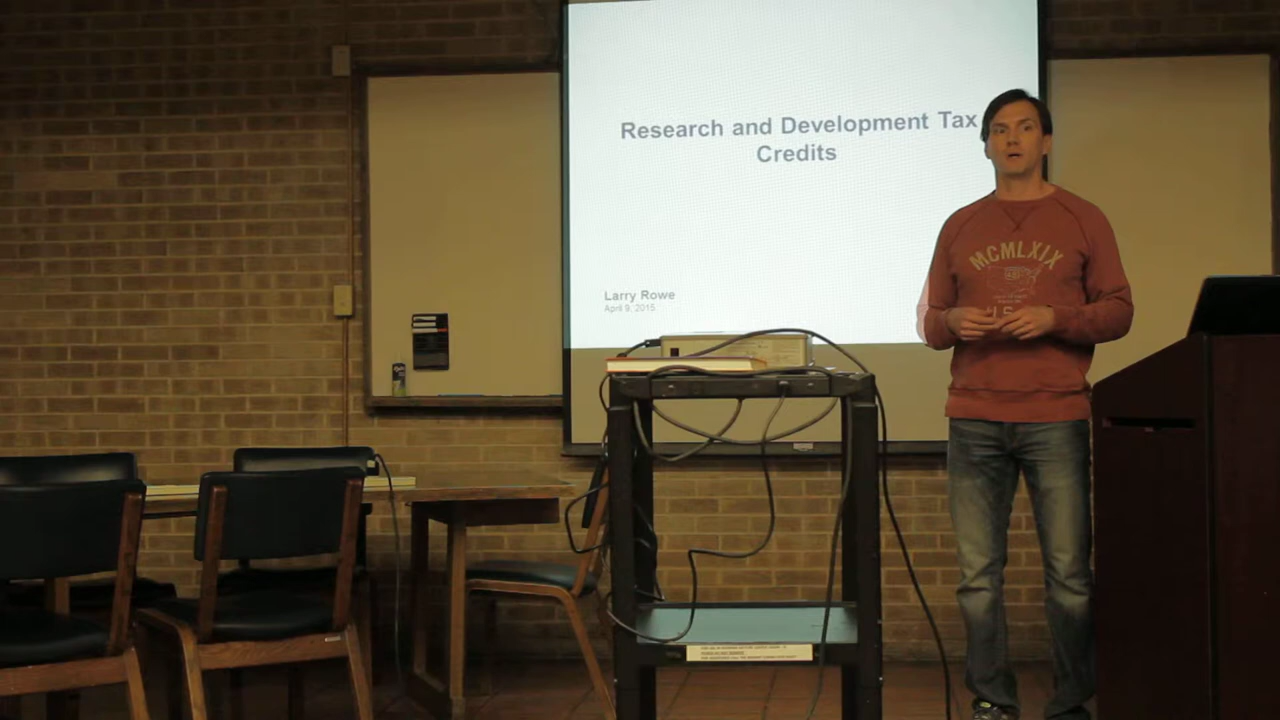 Research and Development Tax
Credits
Larry Rowe
April 9, 2015
MCMLXIX